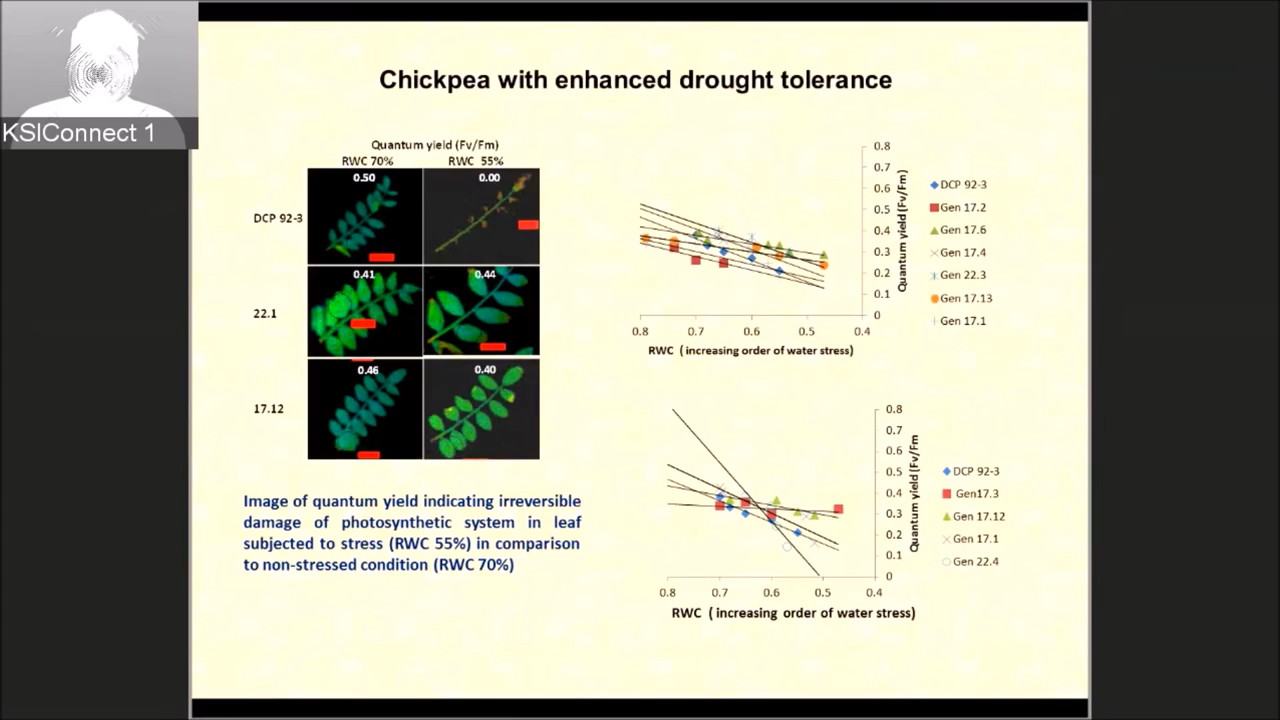 KSIConnect 1
Chickpea with enhanced drought tolerance
Quantum yield (Fv/Fm)
RWC 70%
RWC 55%
0.50
0.00
DCP 92-3
0.41
0.44
22.1
0.46
0.40
17.12
Image of quantum yield indicating irreversible
damage of photosynthetic system in leaf
subjected to stress (RWC 55%) in comparison
to non-stressed condition (RWC 70%)
0.8
0.7
0.6
0.5
0.4
0.3
0.2
0.1
0
Quantum yield (Fv/Fm)
0.8
0.7
0.6
0.5
0.4
RWC ( increasing order of water stress)
DCP 92-3
Gen 17.2
Gen 17.6
Gen 17.4
Gen 22.3
Gen 17.13
Gen 17.1
0.8
0.7
0.6
0.5
0.4
0.3
0.2
0.1
0
Quantum yield (Fv/Fm
0.8
0.7
0.6
0.5
0.4
RWC ( increasing order of water stress)
DCP 92-3
Gen17.3
Gen 17.12
Gen 17.1
Gen 22.4